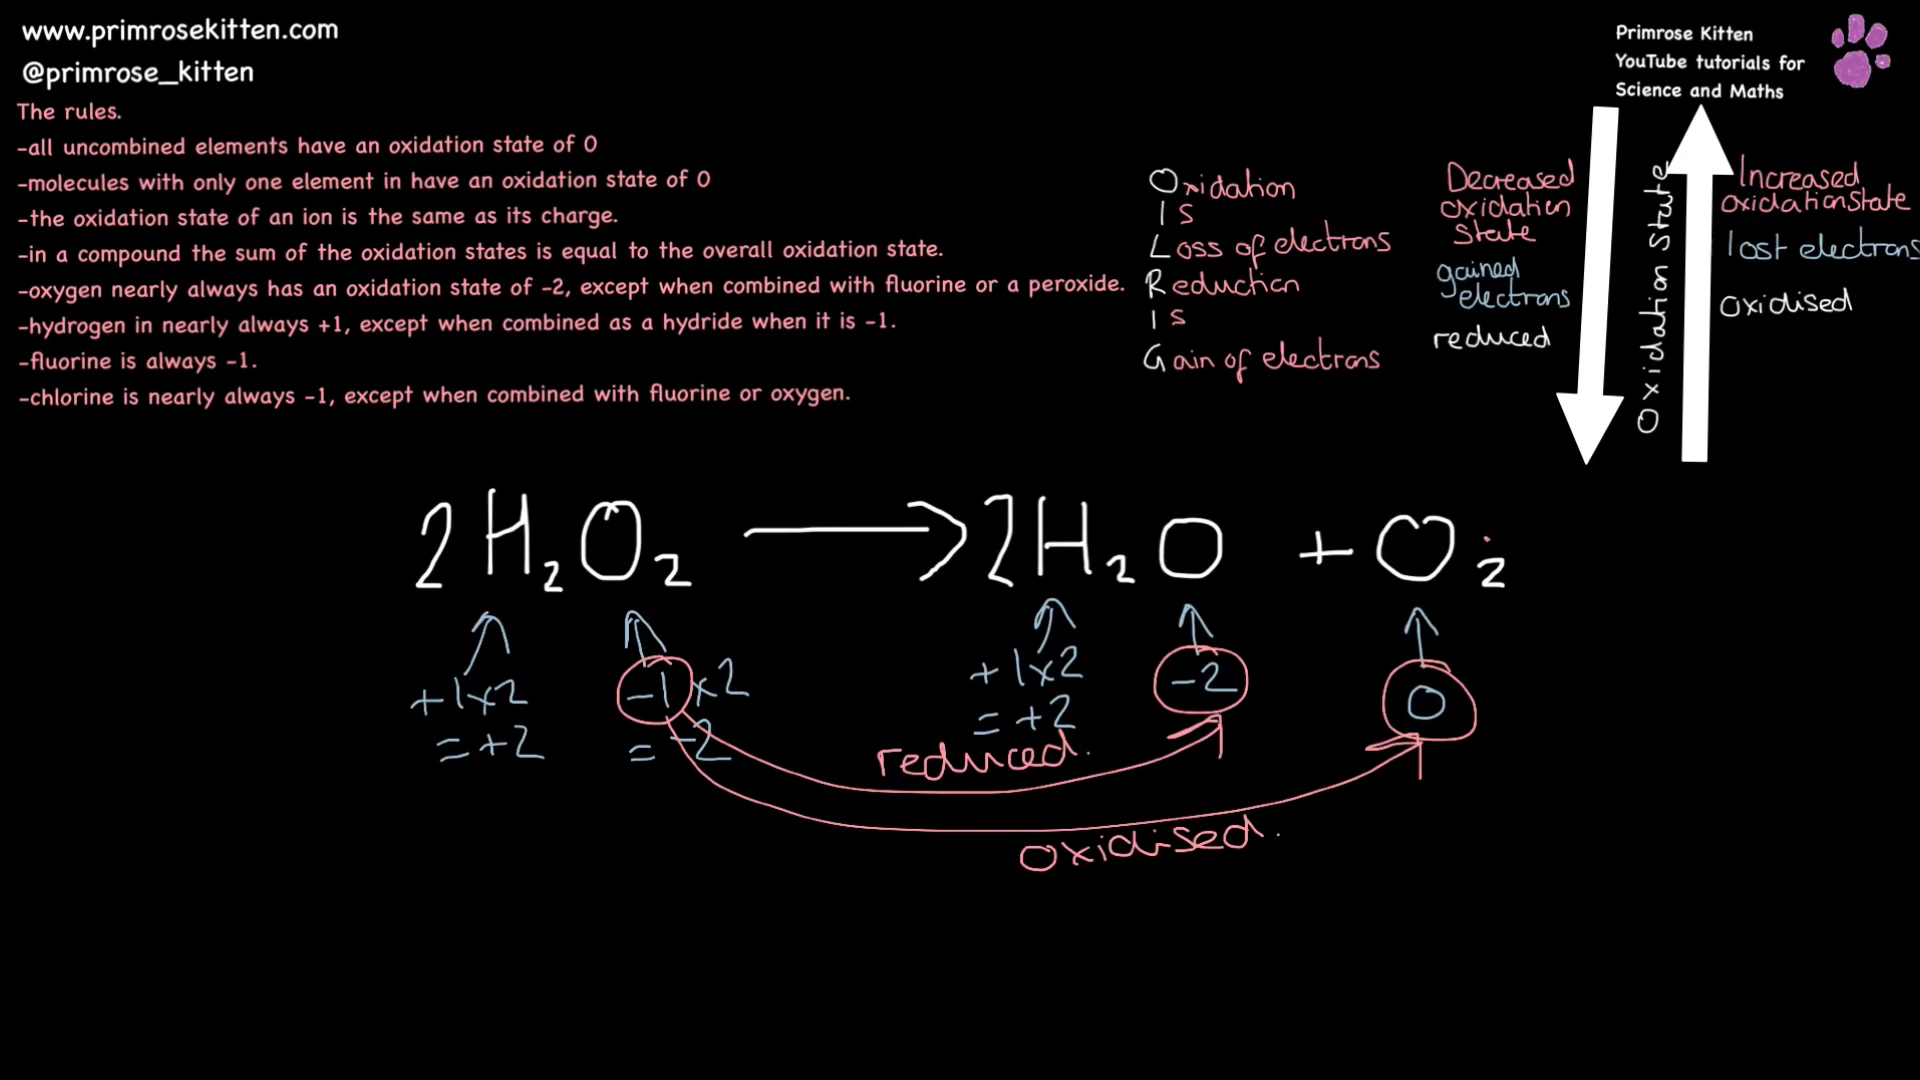 www.primrosekitten.com
@primrose_kitten
Primrose Kitten
YouTube tutorials for
Science and Maths
The rules.
-all uncombined elements have an oxidation state of 0
-molecules with only one element in have an oxidation state of 0
-the oxidation state of an ion is the same as its charge.
-in a compound the sum of the oxidation states is equal to the overall oxidation state.
-oxygen nearly always has an oxidation state of -2, except when combined with fluorine or a peroxide.
-hydrogen in nearly always +1, except when combined as a hydride when it is -1.
-fluorine is always -1.
-chlorine is nearly always -1, except when combined with fluorine or oxygen.
Oxidation
Is
Loss of electrons
Reduction
Is
Gain of electrons
Decreased
oxidation
state
gained
electrons
reduced
Oxidation State
Increased
oxidation state
lost electrons
oxidised
2H₂O₂ → 2H₂O + O₂
+1x2 -1x2 +1x2 -2 0
=+2 =-2 =+2
reduced.
oxidised.